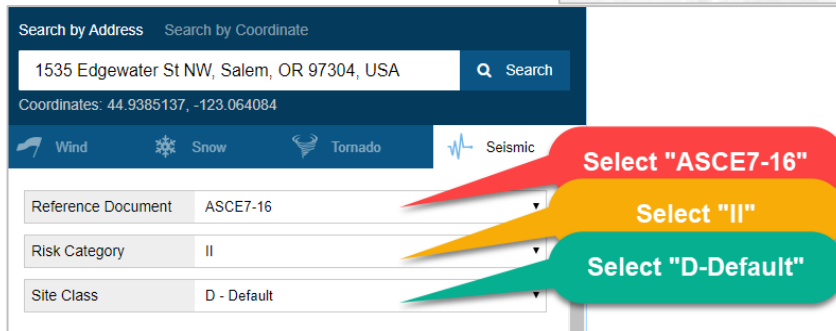 Search by Address Search by Coordinate
1535 Edgewater St NW, Salem, OR 97304, USA Search
Coordinates: 44.9385137, -123.064084
Wind Snow Tornado Seismic
Select "ASCE7-16"
Reference Document ASCE7-16
Select "II"
Risk Category II
Select "D-Default"
Site Class D - Default